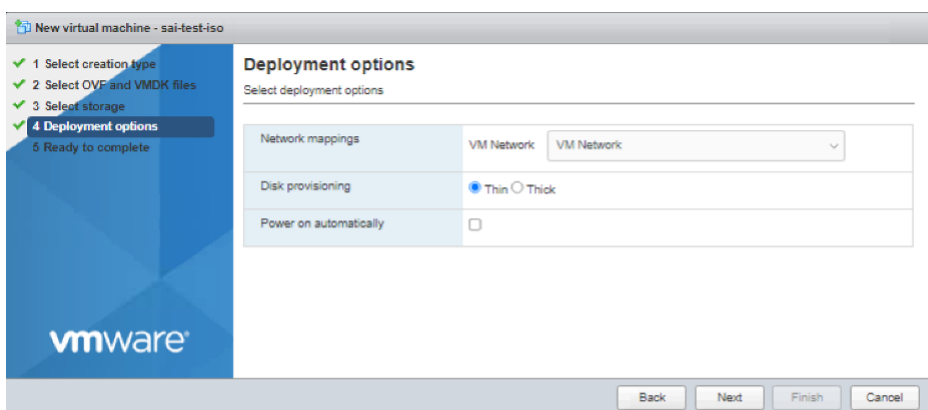 New virtual machine - sai-test-iso
1 Select creation type
2 Select OVF and VMDK files
3 Select storage
4 Deployment options
5 Ready to complete
vmware®
Deployment options
Select deployment options
Network mappings VM Network VM Network
Disk provisioning Thin Thick
Power on automatically
Back Next Finish Cancel